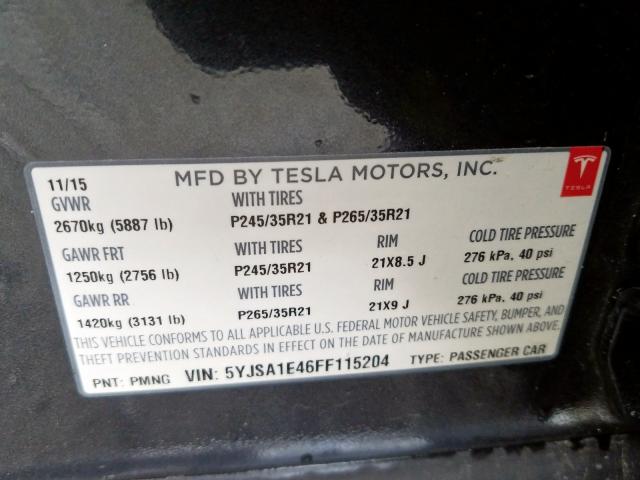 11/15 MFD BY TESLA MOTORS, INC.
TESLA
GVWR WITH TIRES
2670kg (5887 lb) P245/35R21 & P265/35R21
GAWR FRT WITH TIRES RIM COLD TIRE PRESSURE
1250kg (2756 lb) P245/35R21 21X8.5 J 276 kPa, 40 psi
GAWR RR WITH TIRES RIM COLD TIRE PRESSURE
1420kg (3131 lb) P265/35R21 21X9 J 276 kPa, 40 psi
THIS VEHICLE CONFORMS TO ALL APPLICABLE U.S. FEDERAL MOTOR VEHICLE SAFETY, BUMPER, AND
THEFT PREVENTION STANDARDS IN EFFECT ON THE DATE OF MANUFACTURE SHOWN ABOVE.
PNT: PMNG VIN: 5YJSA1E46FF115204 TYPE: PASSENGER CAR